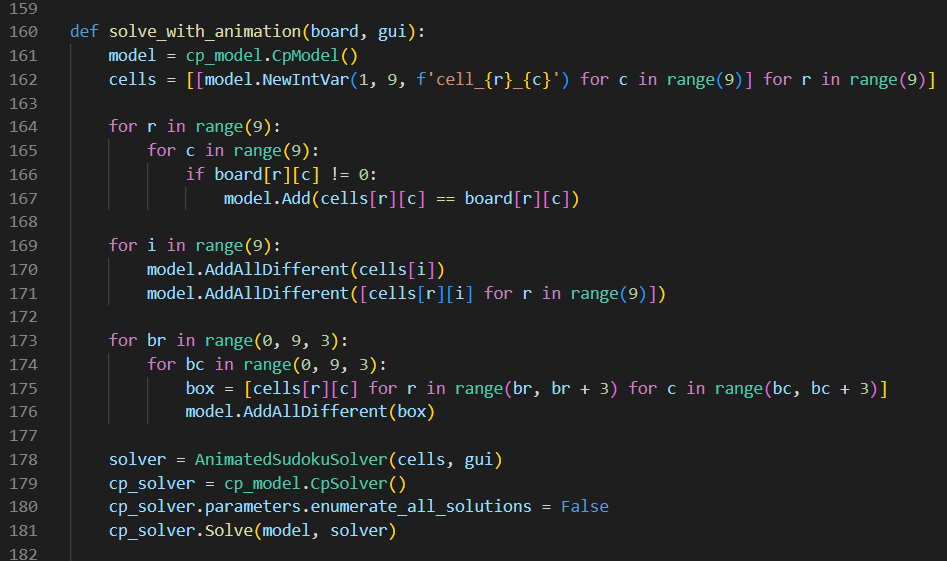 159
160 def solve_with_animation(board, gui):
161     model = cp_model.CpModel()
162     cells = [[model.NewIntVar(1, 9, f'cell_{r}_{c}') for c in range(9)] for r in range(9)]
163
164     for r in range(9):
165         for c in range(9):
166             if board[r][c] != 0:
167                 model.Add(cells[r][c] == board[r][c])
168
169     for i in range(9):
170         model.AddAllDifferent(cells[i])
171         model.AddAllDifferent([cells[r][i] for r in range(9)])
172
173     for br in range(0, 9, 3):
174         for bc in range(0, 9, 3):
175             box = [cells[r][c] for r in range(br, br + 3) for c in range(bc, bc + 3)]
176             model.AddAllDifferent(box)
177
178     solver = AnimatedSudokuSolver(cells, gui)
179     cp_solver = cp_model.CpSolver()
180     cp_solver.parameters.enumerate_all_solutions = False
181     cp_solver.Solve(model, solver)
182